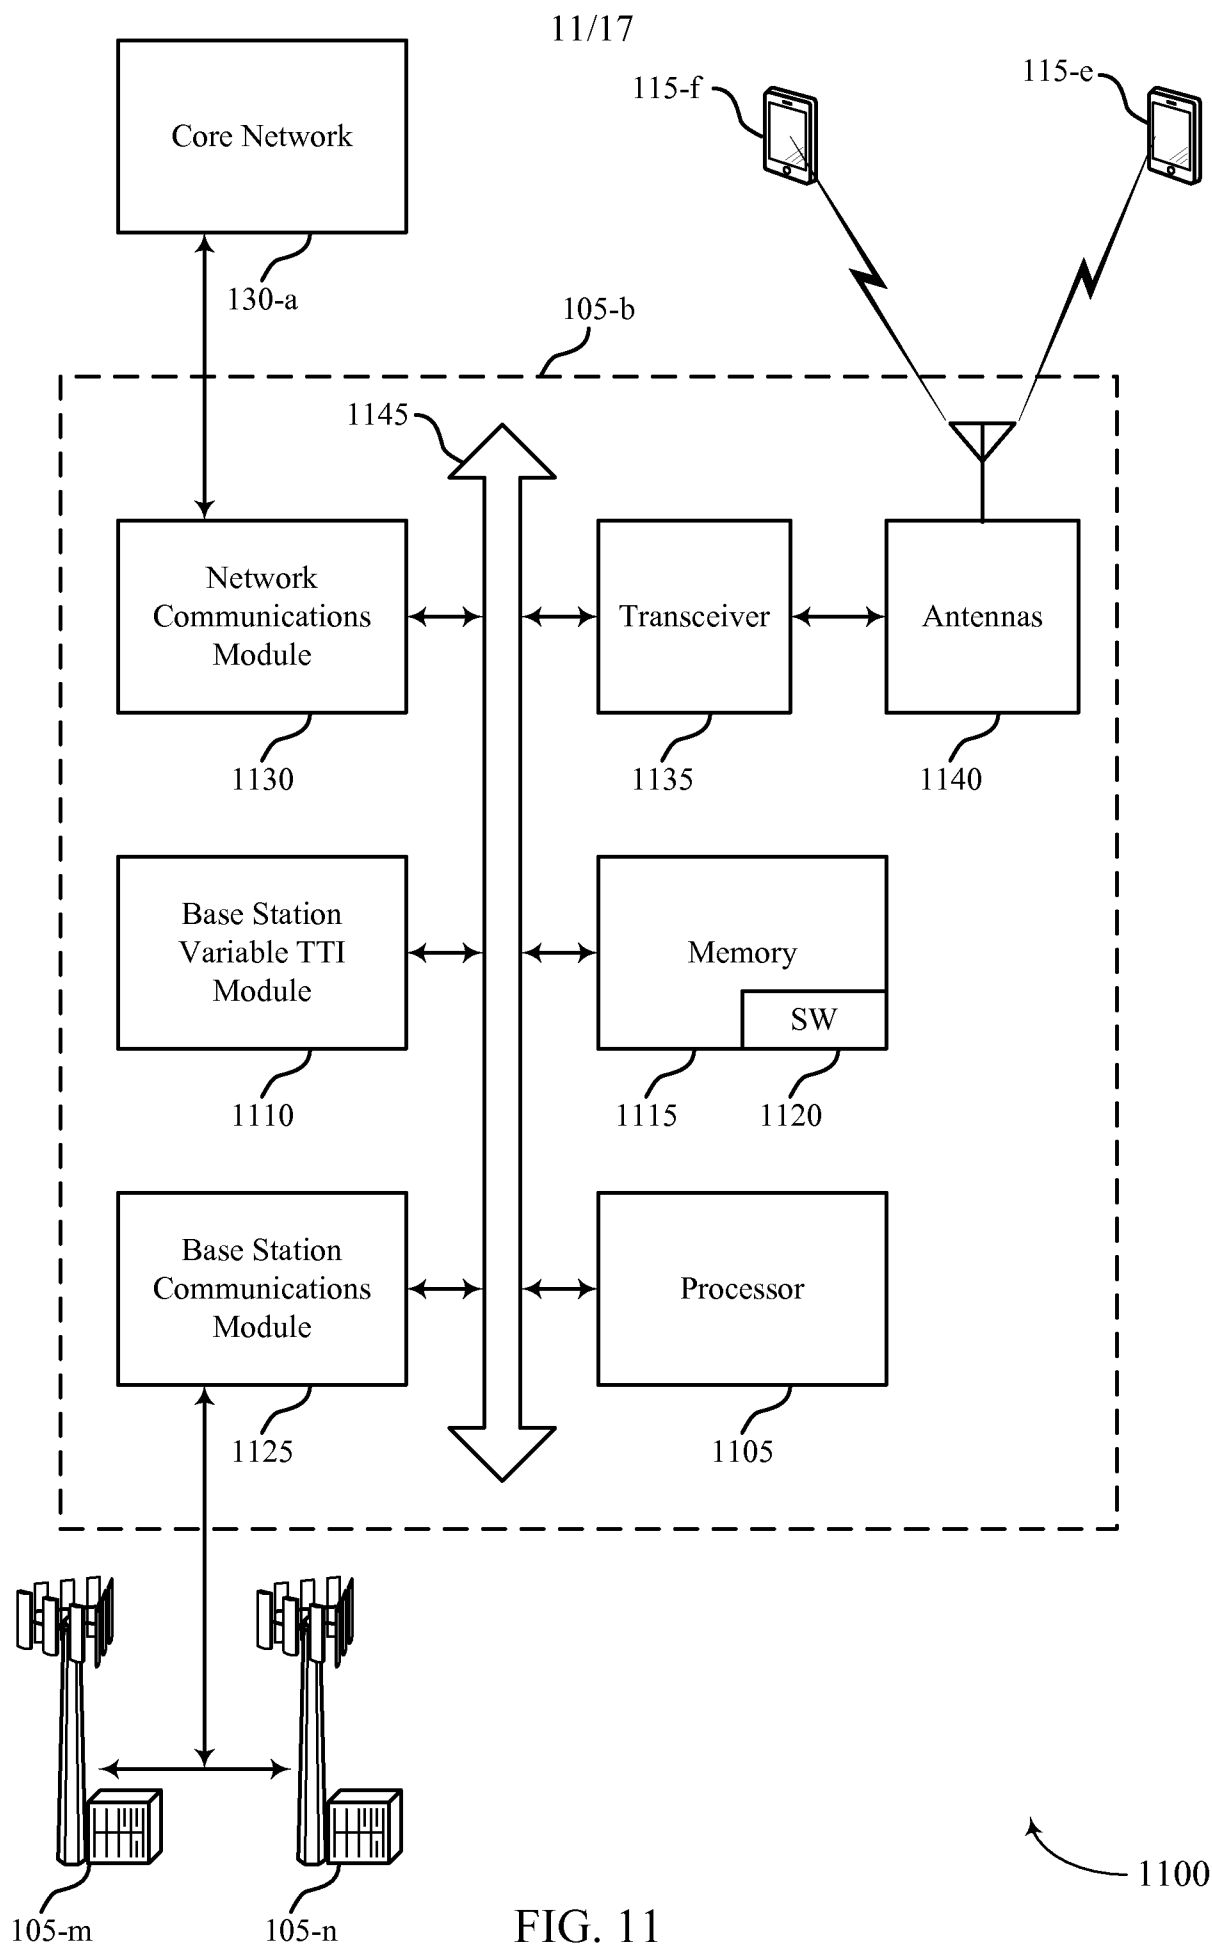 11/17
115-f
115-e
Core Network
130-a
105-b
1145
Network
Communications
Module
Transceiver
Antennas
1130
1135
1140
Base Station
Variable TTI
Module
Memory
SW
1110
1115
1120
Base Station
Communications
Module
Processor
1125
1105
1100
105-m
105-n
FIG. 11